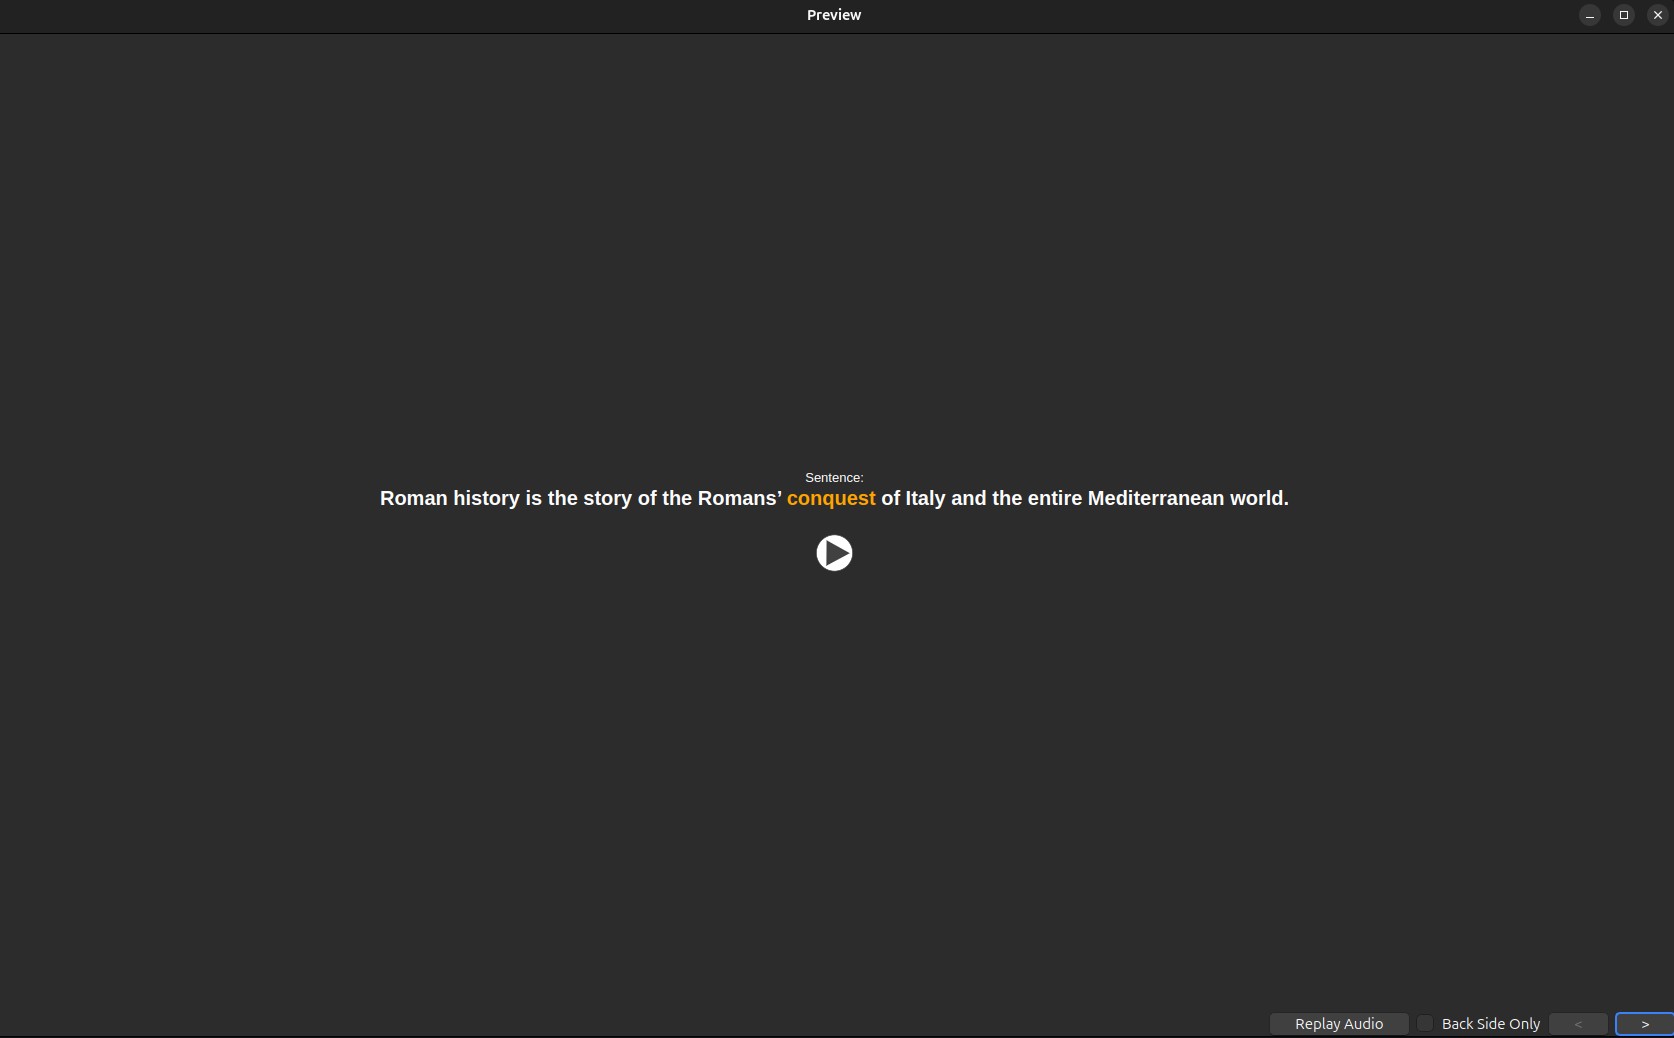 Preview
Sentence:
Roman history is the story of the Romans’ conquest of Italy and the entire Mediterranean world.
Replay Audio
Back Side Only
<
>